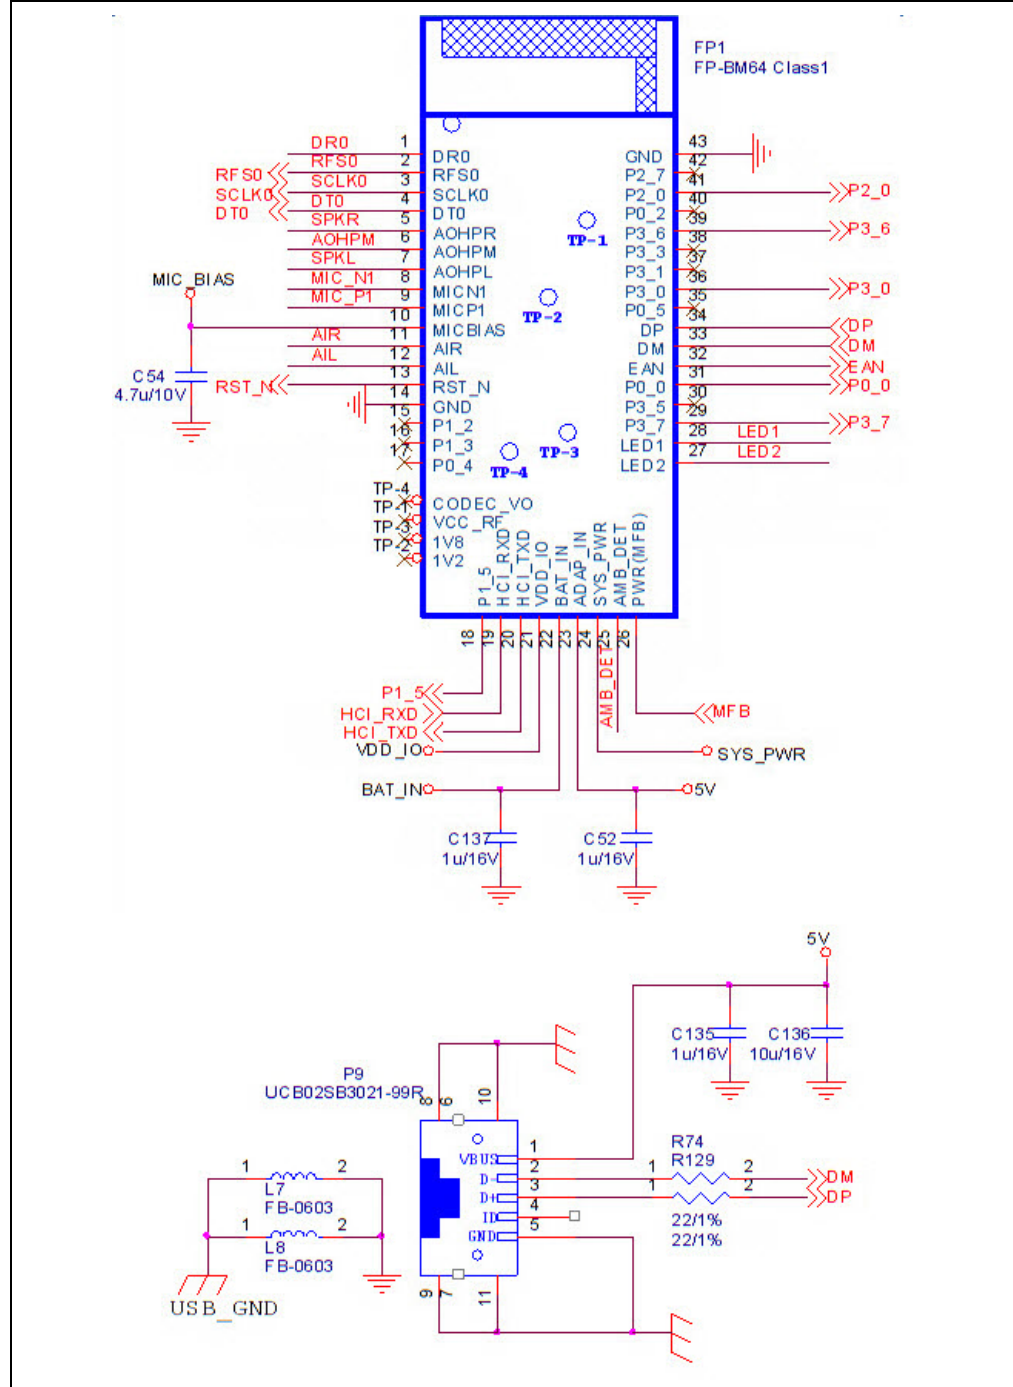 FP1
FP-BM64 Class1
DR0
1
DR0
RFS0
2
RFS0
RFS0
SCLK0
3
SCLK0
SCLK0
DT0
4
DT0
DT0
SPKR
5
AOHPR
AOHPM
6
AOHPM
SPKL
7
AOHPL
MIC_N1
8
MICN1
MIC_P1
9
MICP1
MIC_BIAS
10
MICBIAS
AIR
11
AIR
AIL
12
AIL
RST_N
13
RST_N
14
GND
15
P1_2
16
P1_3
17
P0_4
C54
4.7u/10V
43
GND
42
P2_7
41
P2_0
P2_0
40
P0_2
39
P3_6
P3_6
38
P3_3
37
P3_1
36
P3_0
P3_0
35
P0_5
34
DP
DP
33
DM
DM
32
EAN
EAN
31
P0_0
P0_0
30
P3_5
29
P3_7
P3_7
28
LED1
LED1
27
LED2
LED2
TP-1
TP-2
TP-3
TP-4
TP-4
CODEC_VO
TP-1
VCC_RF
TP-3
1V8
TP-2
1V2
P1_5
HCI_RXD
HCI_TXD
VDD_IO
BAT_IN
ADAP_IN
SYS_PWR
AMB_DET
PWR(MFB)
18
19
20
21
22
23
24
25
26
AMB_DET
P1_5
HCI_RXD
HCI_TXD
VDD_IO
BAT_IN
MFB
SYS_PWR
5V
C137
1u/16V
C52
1u/16V
5V
C135
1u/16V
C136
10u/16V
P9
UCB02SB3021-99R
8
6
10
VBUS
1
D-
2
D+
3
ID
4
GND
5
9
7
11
R74
R129
1
2
DM
1
2
DP
22/1%
22/1%
1
2
L7
FB-0603
1
2
L8
FB-0603
USB_GND